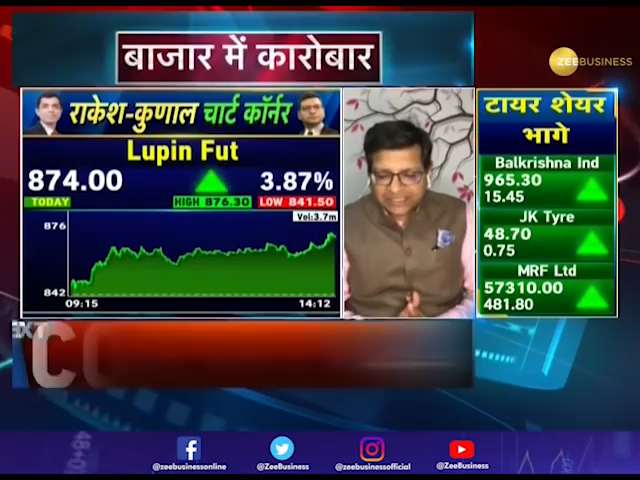 बाजार में कारोबार
ZEEBUSINESS
राकेश-कुणाल चार्ट कॉर्नर
Lupin Fut
874.00 3.87%
TODAY HIGH 876.30 LOW 841.50
Vol:3.7m
876
842
09:15 14:12
टायर शेयर
भागे
Balkrishna Ind
965.30
15.45
JK Tyre
48.70
0.75
MRF Ltd
57310.00
481.80
@zeebusinessonline @ZeeBusiness @zeebusinessofficial @ZeeBusiness